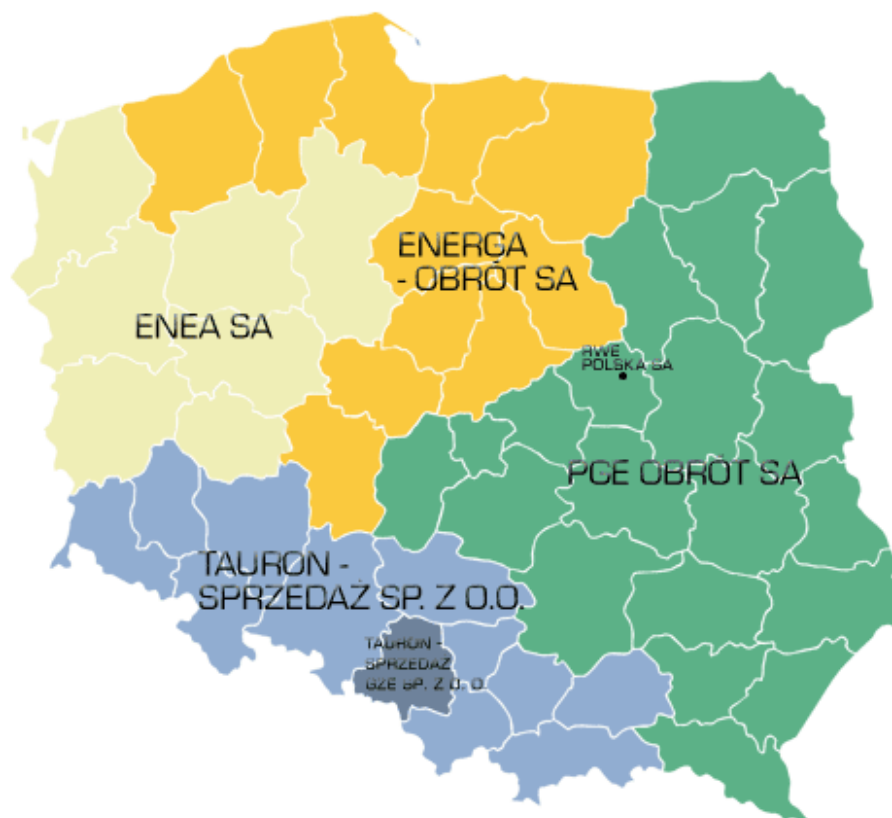 ENERGA
- OBRÓT SA
ENEA SA
RWE
POLSKA SA
PGE OBRÓT SA
TAURON -
SPRZEDAŻ SP. Z O.O.
TAURON -
SPRZEDAŻ
GZE SP. Z O. O.